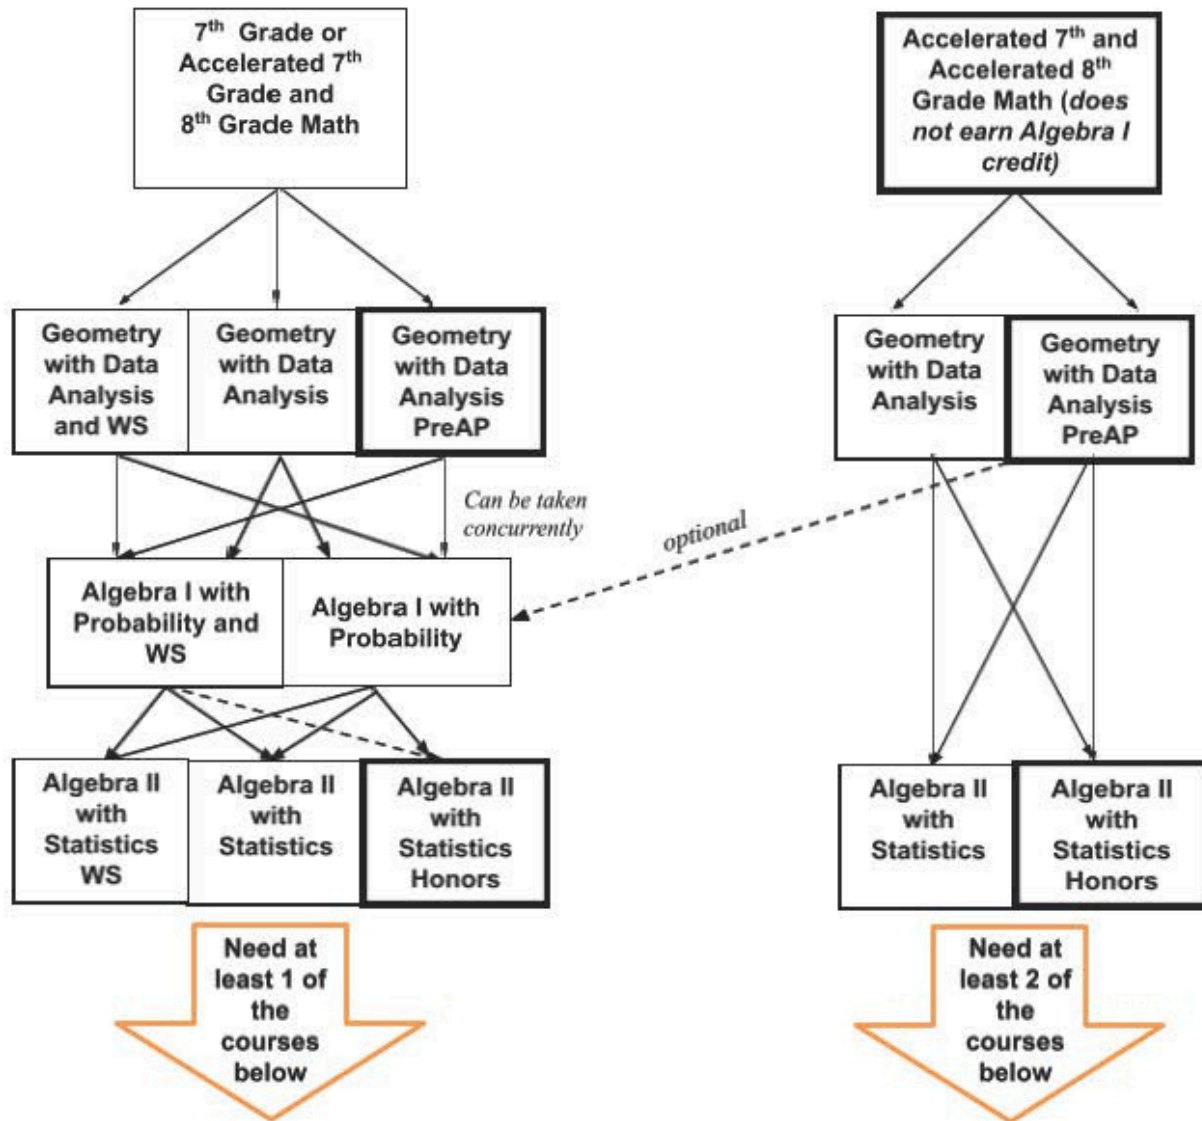 7th Grade or
Accelerated 7th
Grade and
8th Grade Math
Accelerated 7th and
Accelerated 8th
Grade Math (does
not earn Algebra I
credit)
Geometry
with Data
Analysis
and WS
Geometry
with Data
Analysis
Geometry
with Data
Analysis
PreAP
Geometry
with Data
Analysis
Geometry
with Data
Analysis
PreAP
Can be taken
concurrently
optional
Algebra I with
Probability and
WS
Algebra I with
Probability
Algebra II
with
Statistics
WS
Algebra II
with
Statistics
Algebra II
with
Statistics
Honors
Algebra II
with
Statistics
Algebra II
with
Statistics
Honors
Need at
least 1 of
the
courses
below
Need at
least 2 of
the
courses
below